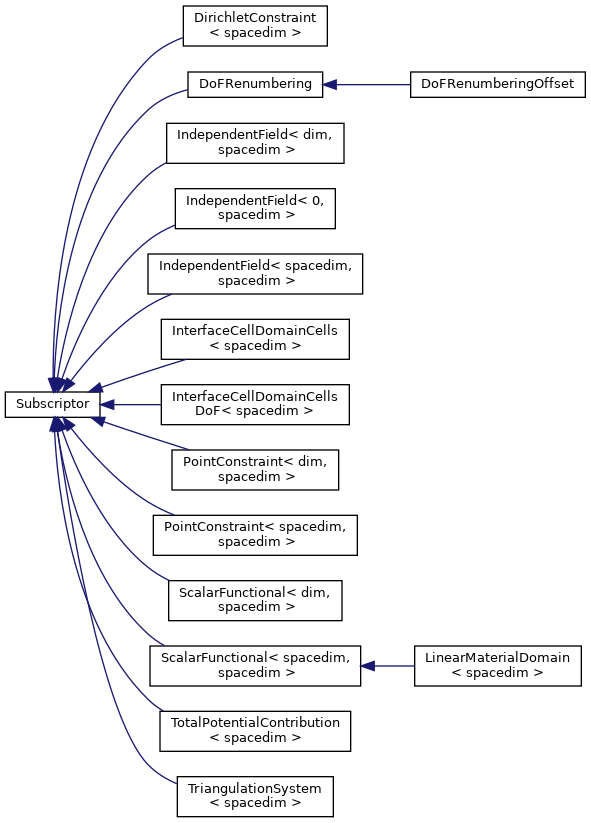 DirichletConstraint
< spacedim >
DoFRenumbering
DoFRenumberingOffset
IndependentField< dim,
spacedim >
IndependentField< 0,
spacedim >
IndependentField< spacedim,
spacedim >
InterfaceCellDomainCells
< spacedim >
Subscriptor
InterfaceCellDomainCells
DoF< spacedim >
PointConstraint< dim,
spacedim >
PointConstraint< spacedim,
spacedim >
ScalarFunctional< dim,
spacedim >
ScalarFunctional< spacedim,
spacedim >
LinearMaterialDomain
< spacedim >
TotalPotentialContribution
< spacedim >
TriangulationSystem
< spacedim >